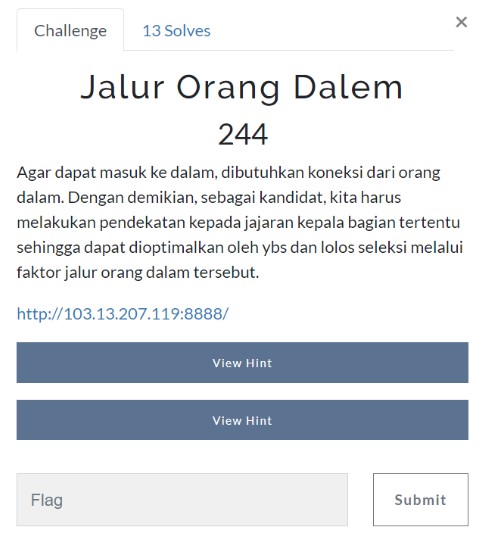 Challenge
13 Solves
×
Jalur Orang Dalem
244
Agar dapat masuk ke dalam, dibutuhkan koneksi dari orang
dalam. Dengan demikian, sebagai kandidat, kita harus
melakukan pendekatan kepada jajaran kepala bagian tertentu
sehingga dapat dioptimalkan oleh ybs dan lolos seleksi melalui
faktor jalur orang dalam tersebut.
http://103.13.207.119:8888/
View Hint
View Hint
Flag
Submit